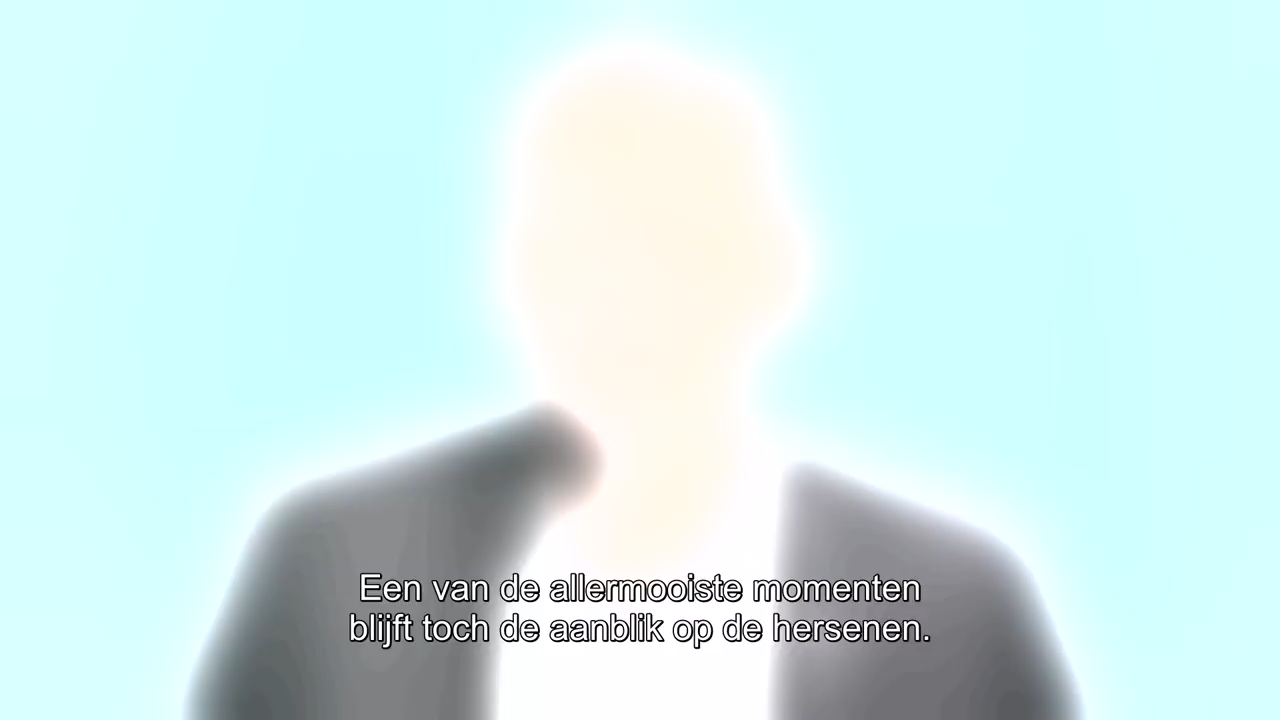 Een van de allermooiste momenten
blijft toch de aanblik op de hersenen.